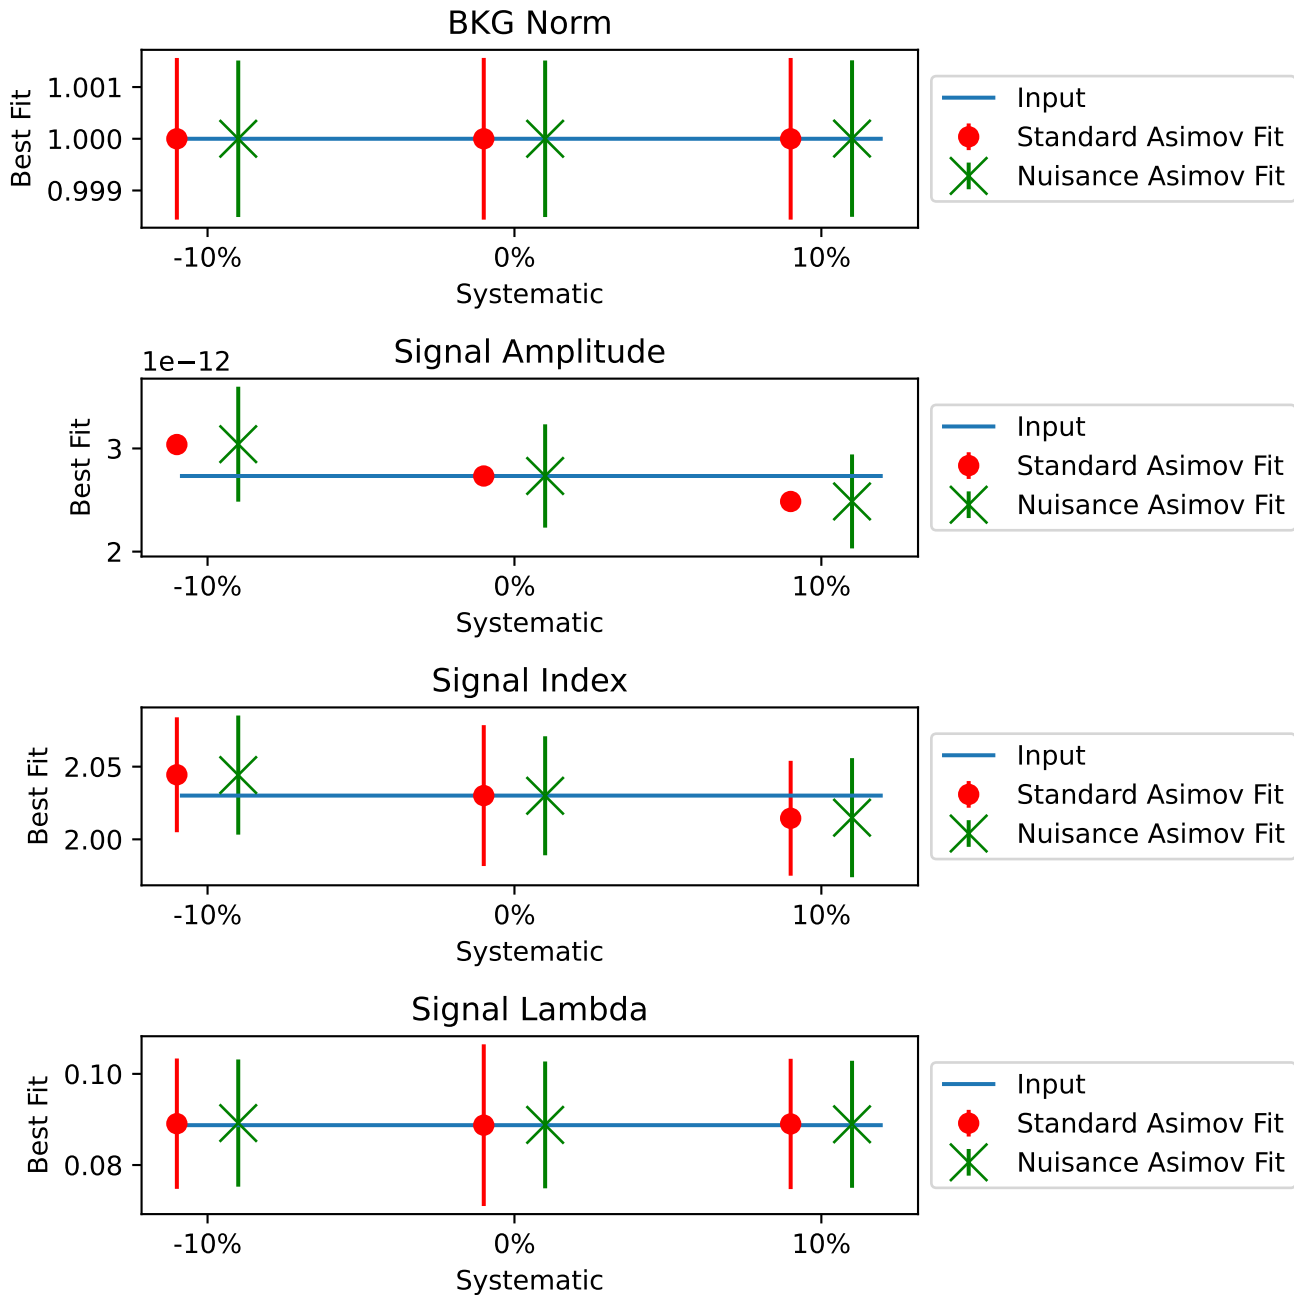 BKG Norm
Best Fit
1.001
1.000
0.999
-10%
0%
10%
Systematic
Input
Standard Asimov Fit
Nuisance Asimov Fit
Signal Amplitude
1e−12
Best Fit
3
2
-10%
0%
10%
Systematic
Input
Standard Asimov Fit
Nuisance Asimov Fit
Signal Index
Best Fit
2.05
2.00
-10%
0%
10%
Systematic
Input
Standard Asimov Fit
Nuisance Asimov Fit
Signal Lambda
Best Fit
0.10
0.08
-10%
0%
10%
Systematic
Input
Standard Asimov Fit
Nuisance Asimov Fit